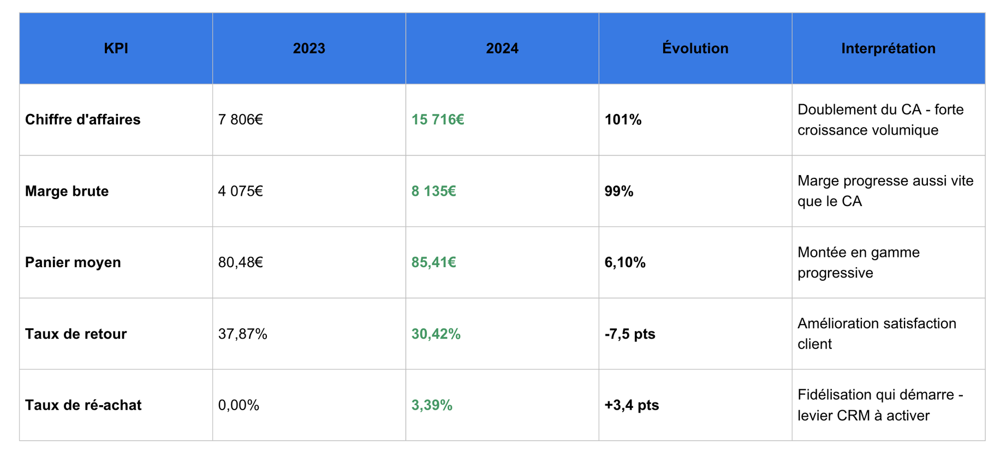 KPI 2023 2024 Évolution Interprétation
Chiffre d'affaires 7 806€ 15 716€ 101% Doublement du CA - forte
croissance volumique
Marge brute 4 075€ 8 135€ 99% Marge progresse aussi vite
que le CA
Panier moyen 80,48€ 85,41€ 6,10% Montée en gamme
progressive
Taux de retour 37,87% 30,42% -7,5 pts Amélioration satisfaction
client
Taux de ré-achat 0,00% 3,39% +3,4 pts Fidélisation qui démarre -
levier CRM à activer